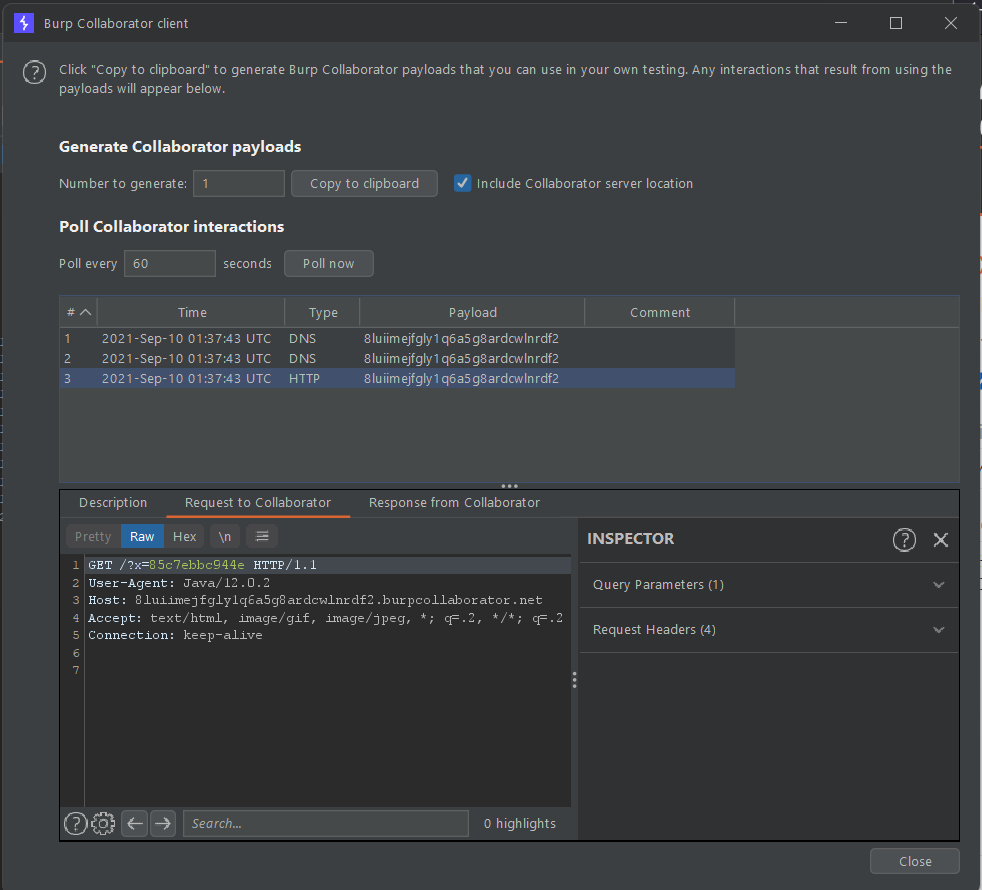 Burp Collaborator client
Click "Copy to clipboard" to generate Burp Collaborator payloads that you can use in your own testing. Any interactions that result from using the
payloads will appear below.
Generate Collaborator payloads
Number to generate: 1 Copy to clipboard Include Collaborator server location
Poll Collaborator interactions
Poll every 60 seconds Poll now
# Time Type Payload Comment
1 2021-Sep-10 01:37:43 UTC DNS 8luiimejfgly1q6a5g8ardcwlnrdf2
2 2021-Sep-10 01:37:43 UTC DNS 8luiimejfgly1q6a5g8ardcwlnrdf2
3 2021-Sep-10 01:37:43 UTC HTTP 8luiimejfgly1q6a5g8ardcwlnrdf2
Description Request to Collaborator Response from Collaborator
Pretty Raw Hex \n
INSPECTOR
1 GET /?x=85c7ebbc944e HTTP/1.1
2 User-Agent: Java/12.0.2
3 Host: 8luiimejfgly1q6a5g8ardcwlnrdf2.burpcollaborator.net
4 Accept: text/html, image/gif, image/jpeg, *; q=.2, */*; q=.2
5 Connection: keep-alive
6
7
Query Parameters (1)
Request Headers (4)
Search... 0 highlights
Close